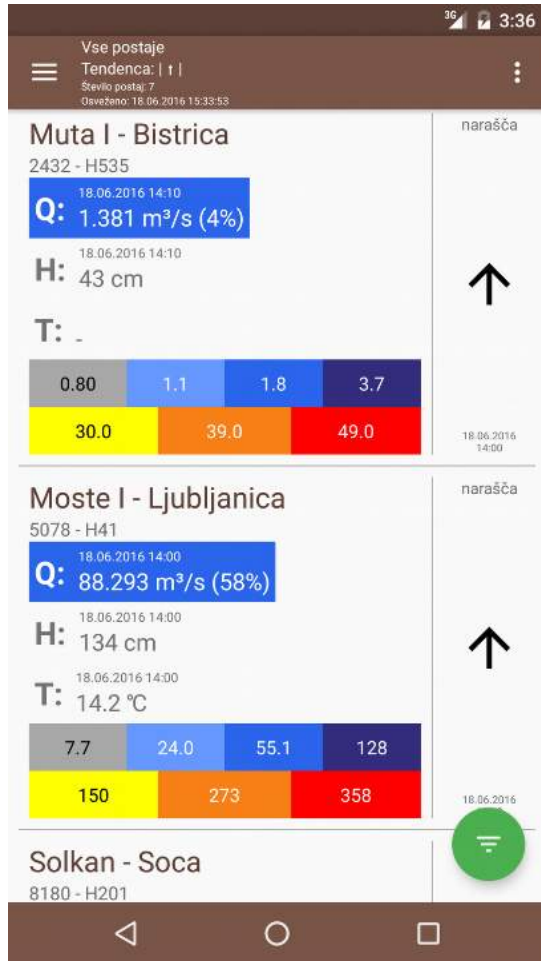 3G 3:36
Vse postaje
Tendenca: | ↑ |
Število postaj: 7
Osveženo: 18.06.2016 15:33:53
Muta I - Bistrica
narašča
2432 - H535
18.06.2016 14:10
Q: 1.381 m³/s (4%)
18.06.2016 14:10
H: 43 cm
T: -
0.80 1.1 1.8 3.7
30.0 39.0 49.0
18.06.2016
14:00
Moste I - Ljubljanica
narašča
5078 - H41
18.06.2016 14:00
Q: 88.293 m³/s (58%)
18.06.2016 14:00
H: 134 cm
18.06.2016 14:00
T: 14.2 °C
7.7 24.0 55.1 128
150 273 358
18.06.2016
Solkan - Soca
8180 - H201